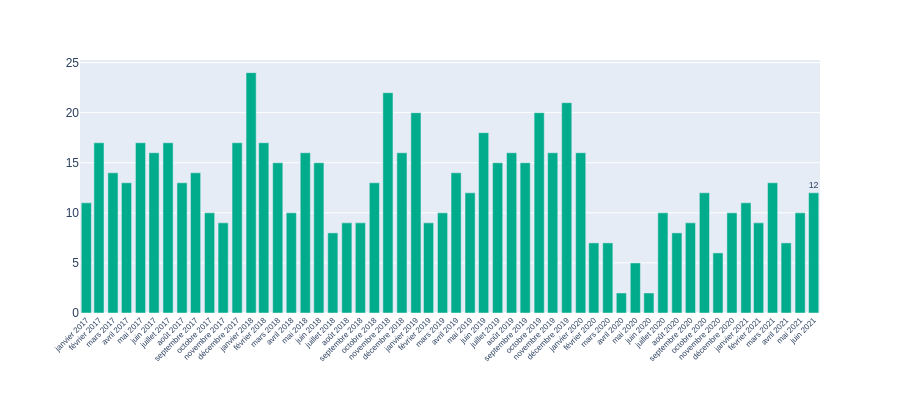 25
20
15
10
5
0
12
janvier 2017
février 2017
mars 2017
avril 2017
mai 2017
juin 2017
juillet 2017
août 2017
septembre 2017
octobre 2017
novembre 2017
décembre 2017
janvier 2018
février 2018
mars 2018
avril 2018
mai 2018
juin 2018
juillet 2018
août 2018
septembre 2018
octobre 2018
novembre 2018
décembre 2018
janvier 2019
février 2019
mars 2019
avril 2019
mai 2019
juin 2019
juillet 2019
août 2019
septembre 2019
octobre 2019
novembre 2019
décembre 2019
janvier 2020
février 2020
mars 2020
avril 2020
mai 2020
juin 2020
juillet 2020
août 2020
septembre 2020
octobre 2020
novembre 2020
décembre 2020
janvier 2021
février 2021
mars 2021
avril 2021
mai 2021
juin 2021